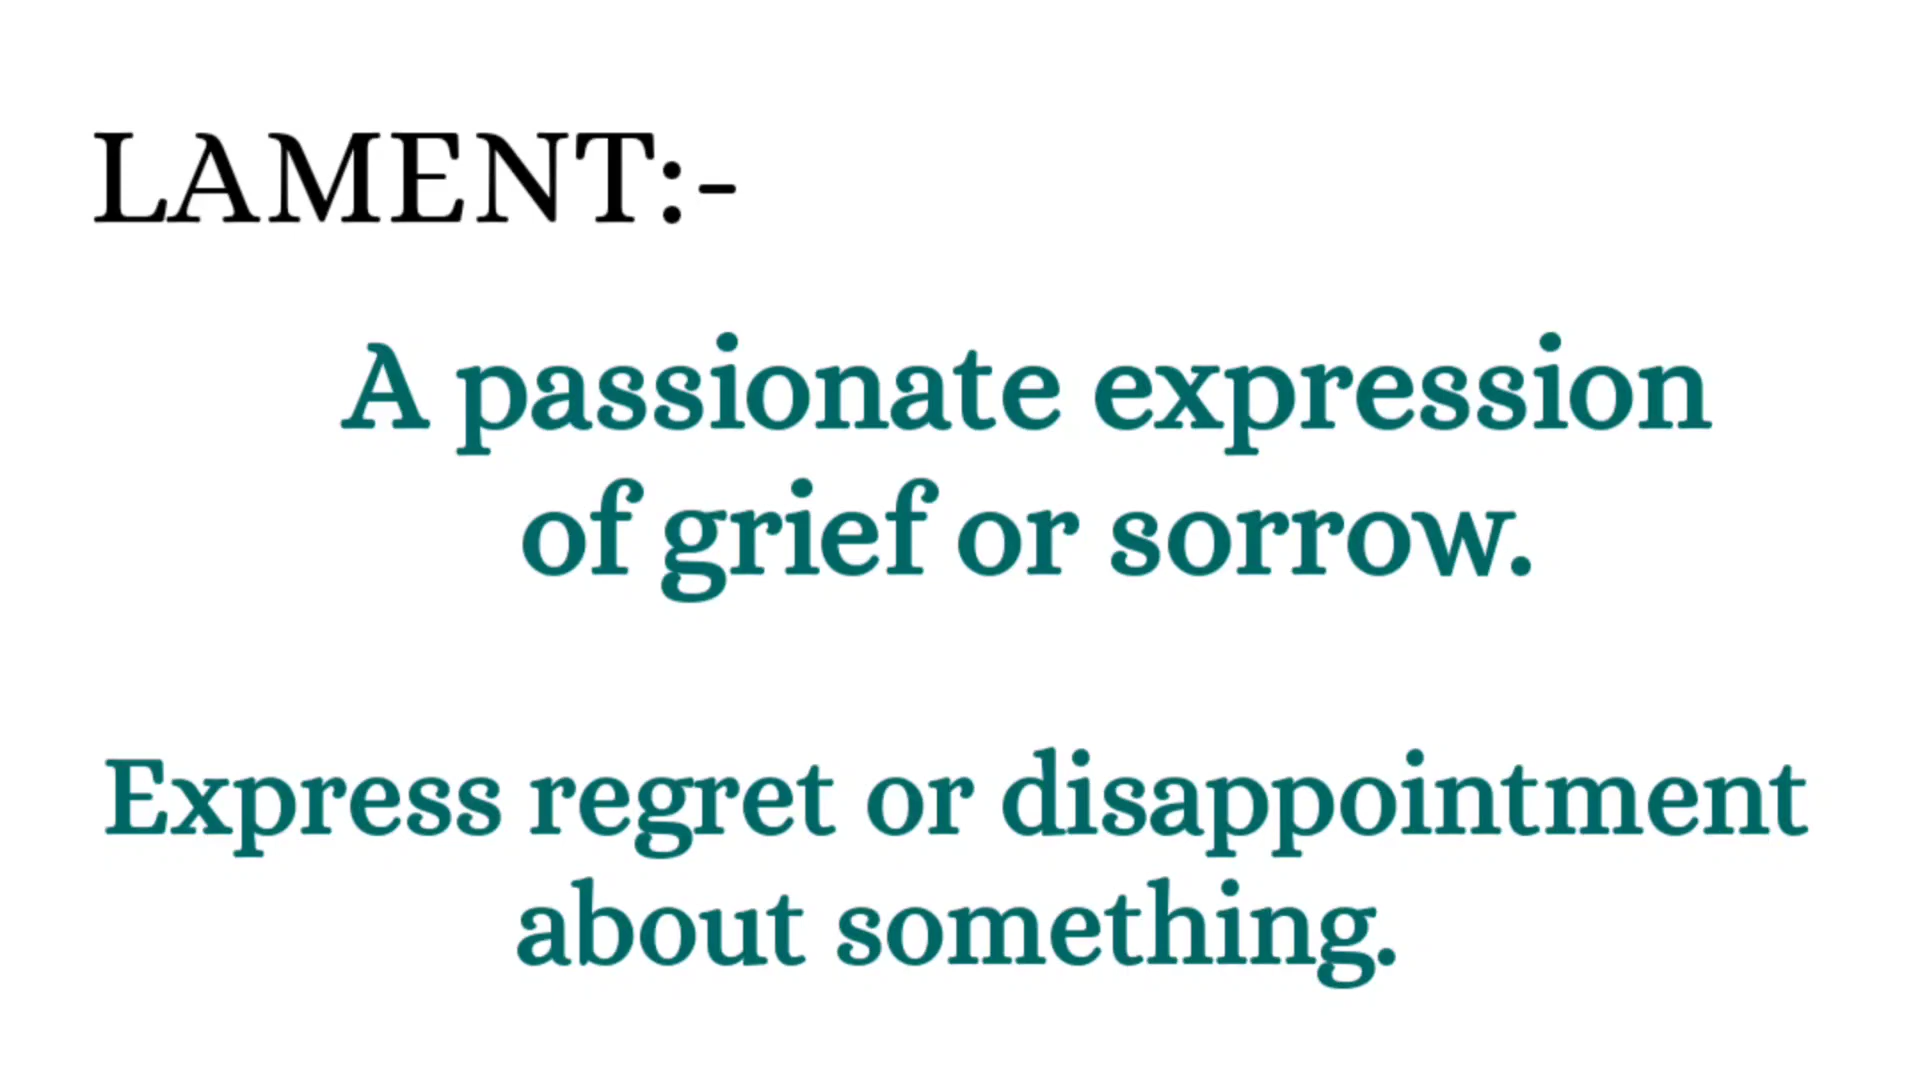 LAMENT:-
A passionate expression
of grief or sorrow.
Express regret or disappointment
about something.